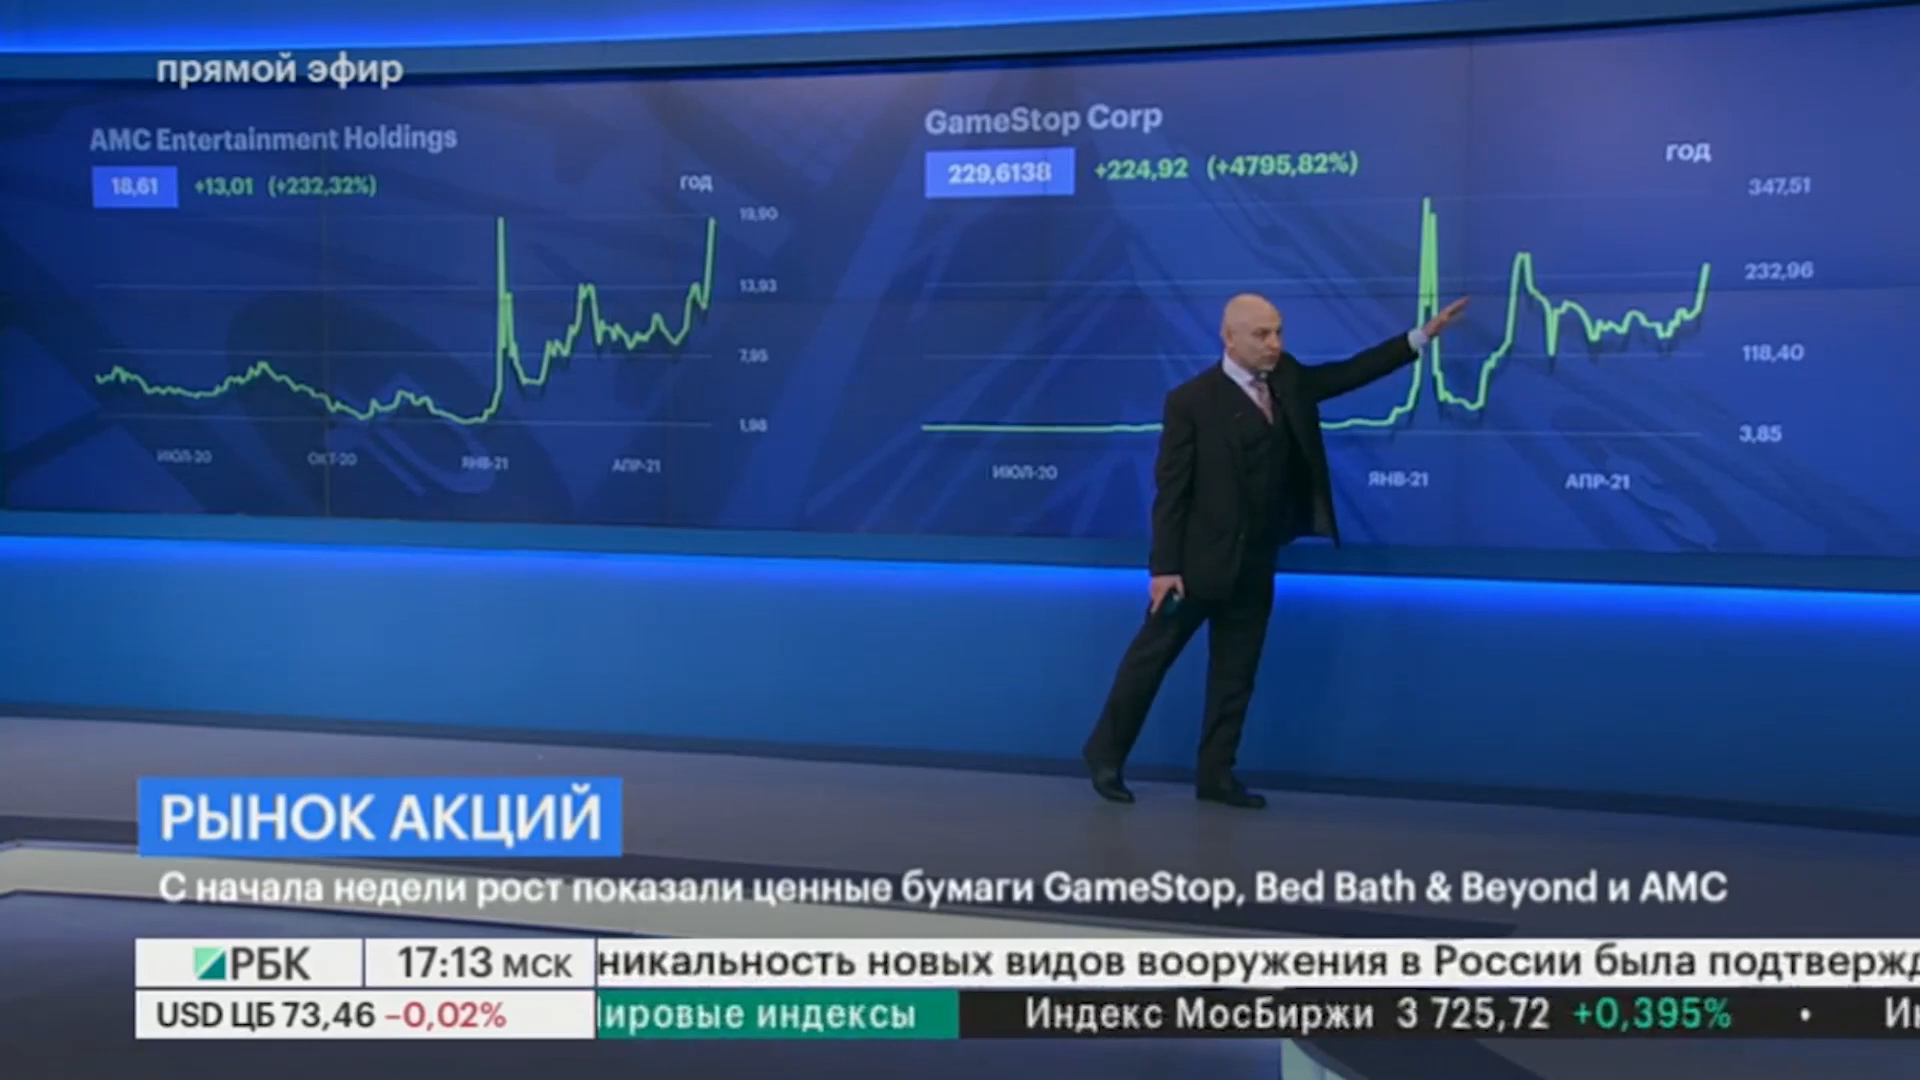 прямой эфир
AMC Entertainment Holdings
18,61 +13,01 (+232,32%)
год
19,90
13,93
7,95
1,98
ИЮЛ-20 ОКТ-20 ЯНВ-21 АПР-21
GameStop Corp
229,6138 +224,92 (+4795,82%)
год
347,51
232,96
118,40
3,85
ИЮЛ-20 ЯНВ-21 АПР-21
РЫНОК АКЦИЙ
С начала недели рост показали ценные бумаги GameStop, Bed Bath & Beyond и AMC
РБК 17:13 МСК никальность новых видов вооружения в России была подтвержд
USD ЦБ 73,46 –0,02% ировые индексы Индекс МосБиржи 3 725,72 +0,395% •